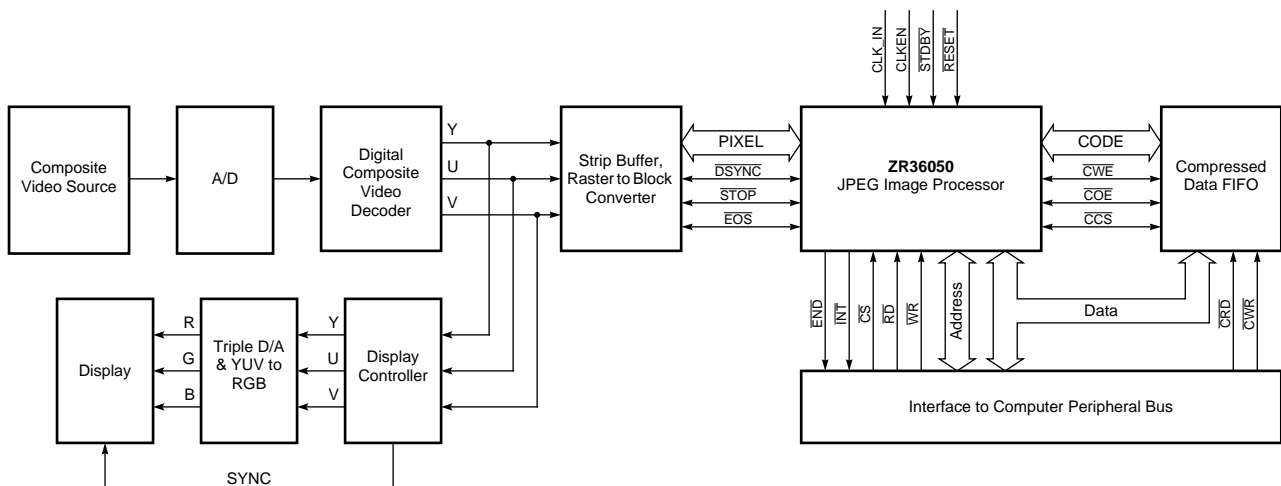 CLK_IN
CLKEN
STDBY
RESET
Composite
Video Source
A/D
Digital
Composite
Video
Decoder
Y
U
V
Strip Buffer,
Raster to Block
Converter
PIXEL
DSYNC
STOP
EOS
ZR36050
JPEG Image Processor
CODE
CWE
COE
CCS
Compressed
Data FIFO
END
INT
CS
RD
WR
Address
Data
CRD
CWR
Interface to Computer Peripheral Bus
Display
R
G
B
Triple D/A
& YUV to
RGB
Y
U
V
Display
Controller
SYNC